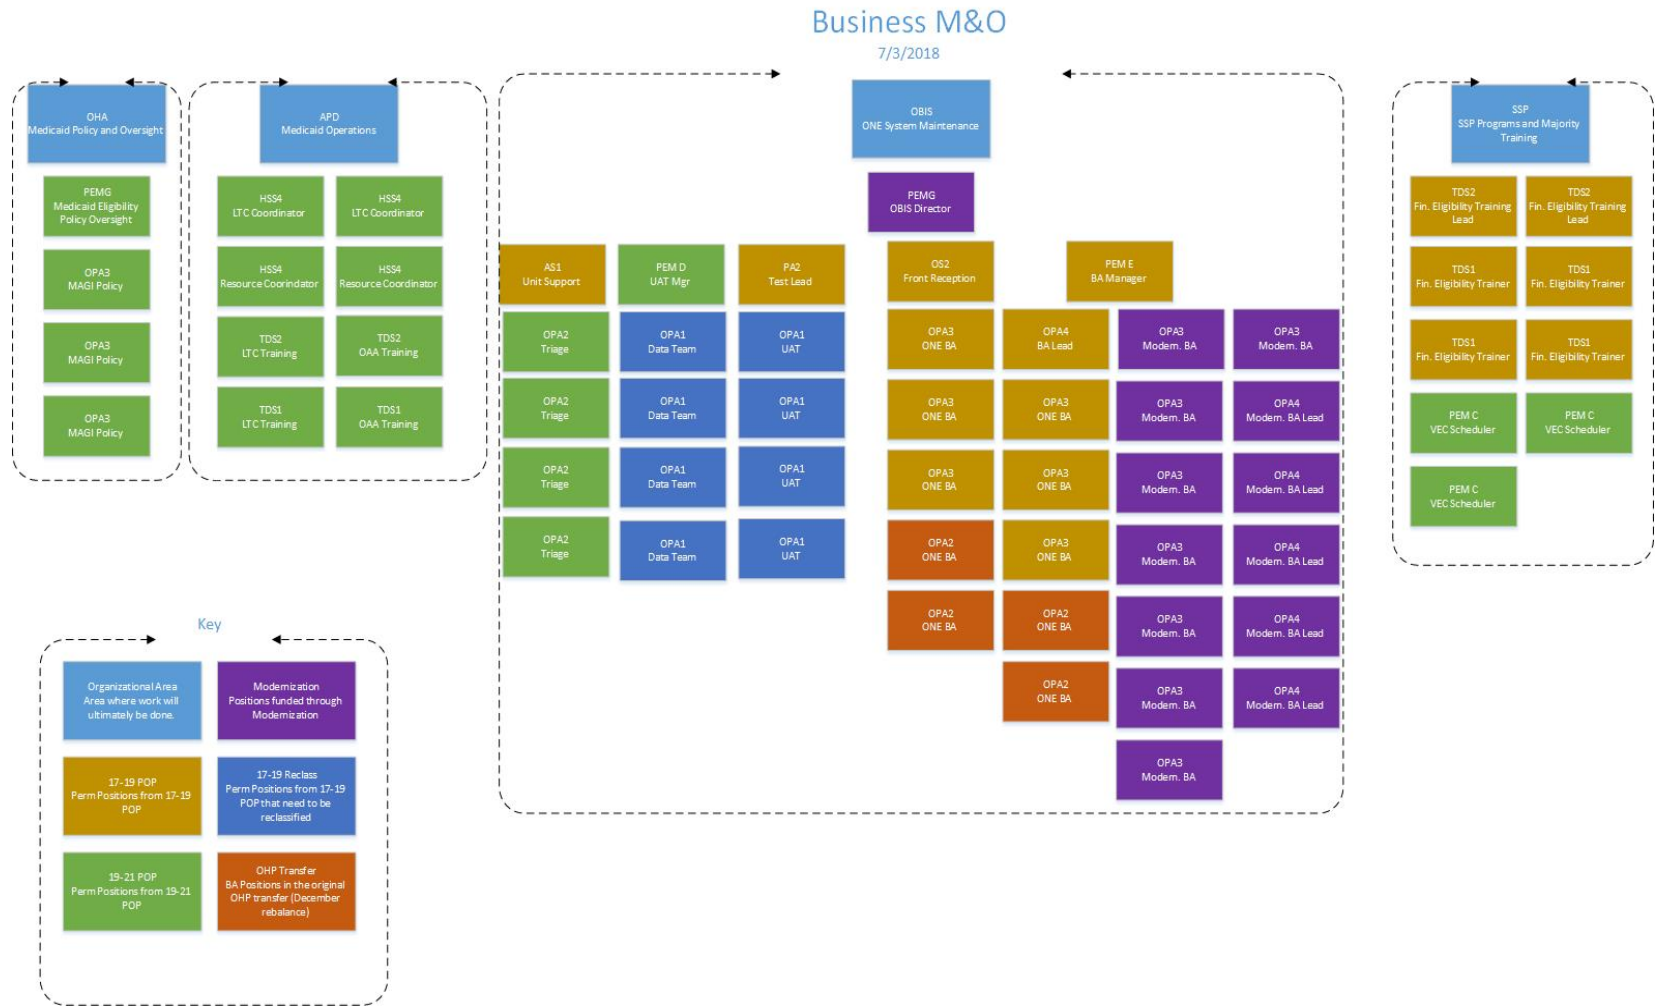 Business M&O
7/3/2018
OHA
Medicaid Policy and Oversight
PEMG
Medicaid Eligibility
Policy Oversight
OPA3
MAGI Policy
OPA3
MAGI Policy
OPA3
MAGI Policy
APD
Medicaid Operations
HSS4
LTC Coordinator
HSS4
LTC Coordinator
HSS4
Resource Coorindator
HSS4
Resource Coordinator
TDS2
LTC Training
TDS2
OAA Training
TDS1
LTC Training
TDS1
OAA Training
OBIS
ONE System Maintenance
PEMG
OBIS Director
AS1
Unit Support
PEM D
UAT Mgr
PA2
Test Lead
OS2
Front Reception
PEM E
BA Manager
OPA2
Triage
OPA1
Data Team
OPA1
UAT
OPA2
Triage
OPA1
Data Team
OPA1
UAT
OPA2
Triage
OPA1
Data Team
OPA1
UAT
OPA2
Triage
OPA1
Data Team
OPA1
UAT
OPA3
ONE BA
OPA4
BA Lead
OPA3
Modern. BA
OPA3
Modern. BA
OPA3
ONE BA
OPA3
ONE BA
OPA3
Modern. BA
OPA4
Modern. BA Lead
OPA3
ONE BA
OPA3
ONE BA
OPA3
Modern. BA
OPA4
Modern. BA Lead
OPA2
ONE BA
OPA3
ONE BA
OPA3
Modern. BA
OPA4
Modern. BA Lead
OPA2
ONE BA
OPA2
ONE BA
OPA3
Modern. BA
OPA4
Modern. BA Lead
OPA2
ONE BA
OPA3
Modern. BA
OPA4
Modern. BA Lead
OPA3
Modern. BA
SSP
SSP Programs and Majority
Training
TDS2
Fin. Eligibility Training
Lead
TDS2
Fin. Eligibility Training
Lead
TDS1
Fin. Eligibility Trainer
TDS1
Fin. Eligibility Trainer
TDS1
Fin. Eligibility Trainer
TDS1
Fin. Eligibility Trainer
PEM C
VEC Scheduler
PEM C
VEC Scheduler
PEM C
VEC Scheduler
Key
Organizational Area
Area where work will
ultimately be done.
Modernization
Positions funded through
Modernization
17-19 POP
Perm Positions from 17-19
POP
17-19 Reclass
Perm Positions from 17-19
POP that need to be
reclassified
19-21 POP
Perm Positions from 19-21
POP
OHP Transfer
BA Positions in the original
OHP transfer (December
rebalance)